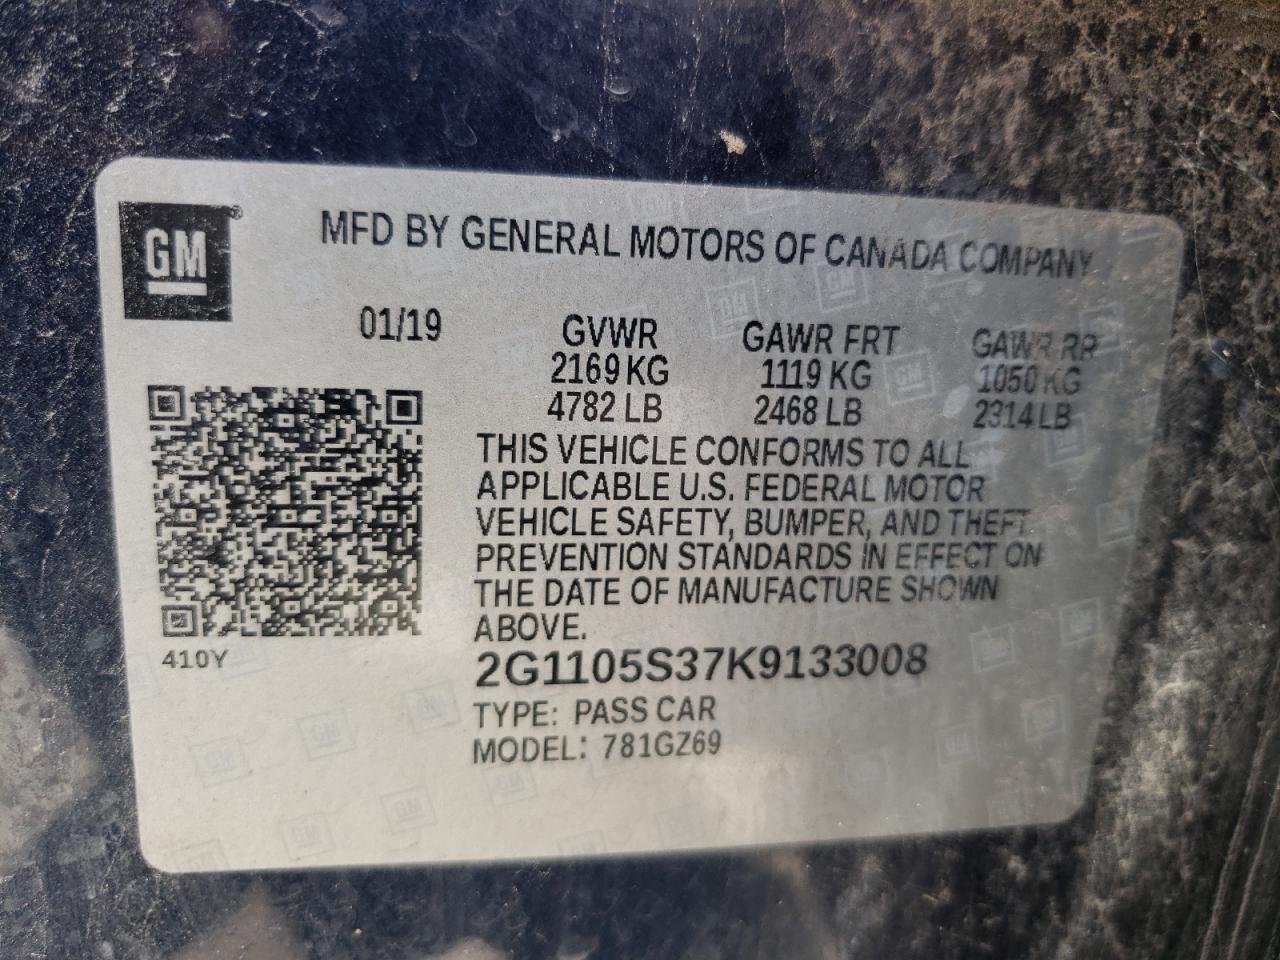 GM
MFD BY GENERAL MOTORS OF CANADA COMPANY
01/19 GVWR GAWR FRT GAWR RR
2169 KG 1119 KG 1050 KG
4782 LB 2468 LB 2314 LB
THIS VEHICLE CONFORMS TO ALL
APPLICABLE U.S. FEDERAL MOTOR
VEHICLE SAFETY, BUMPER, AND THEFT
PREVENTION STANDARDS IN EFFECT ON
THE DATE OF MANUFACTURE SHOWN
ABOVE.
410Y
2G1105S37K9133008
TYPE: PASS CAR
MODEL: 781GZ69